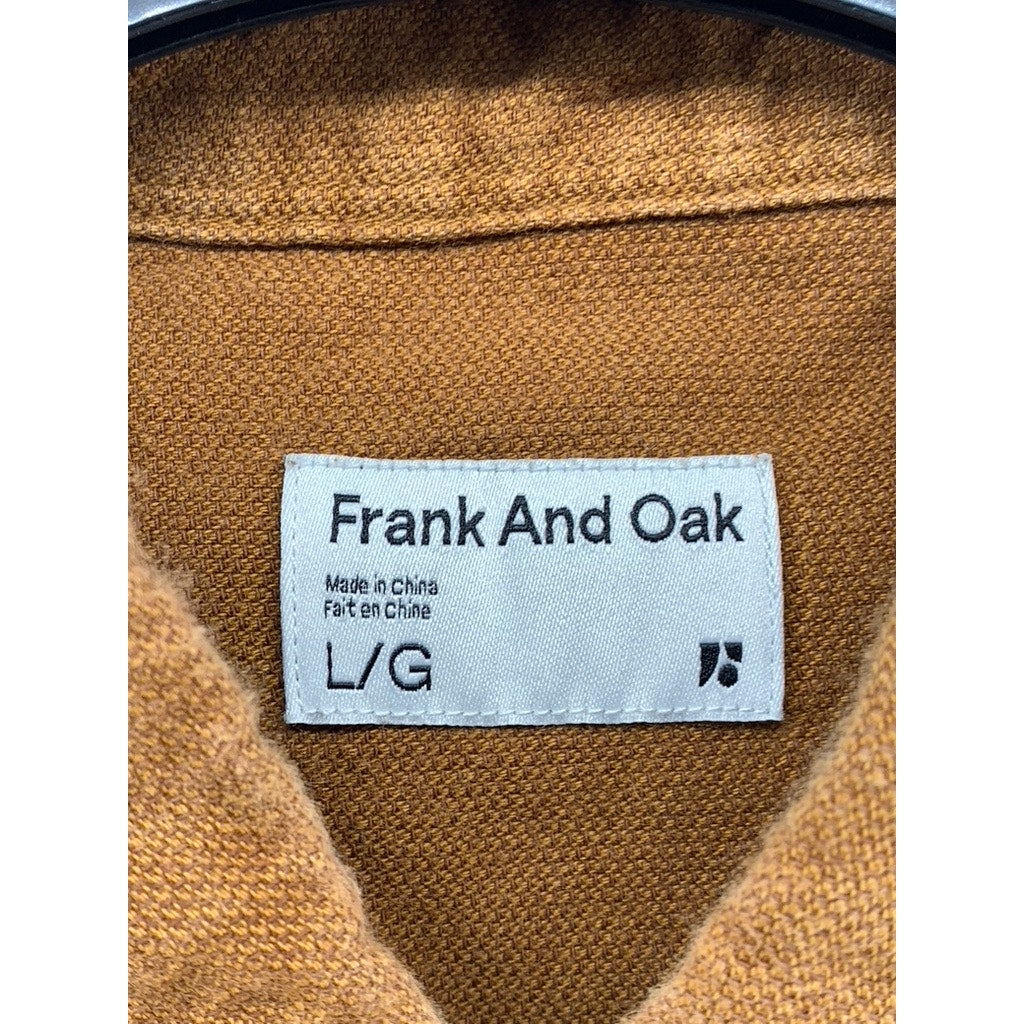 Frank And Oak
Made in China
Fait en Chine
L/G